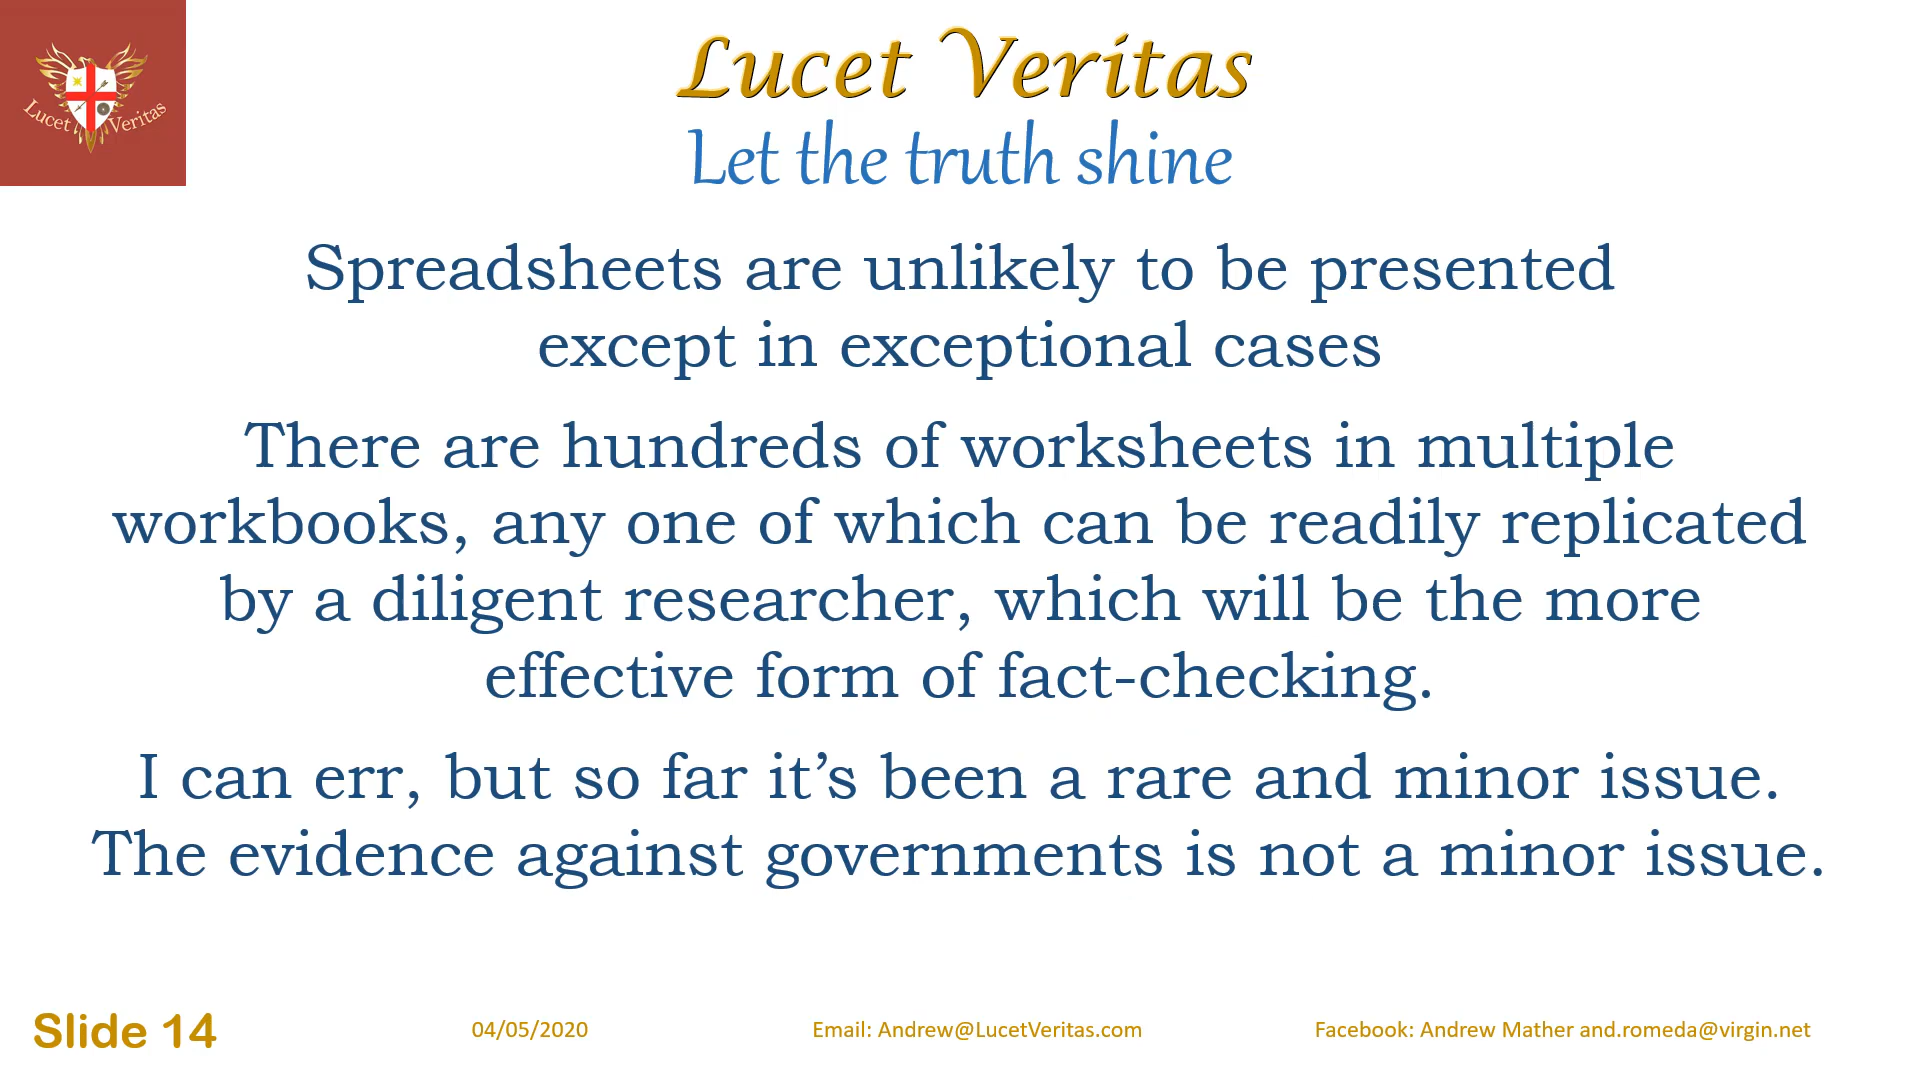 Lucet Veritas
Lucet Veritas
Let the truth shine
Spreadsheets are unlikely to be presented
except in exceptional cases
There are hundreds of worksheets in multiple
workbooks, any one of which can be readily replicated
by a diligent researcher, which will be the more
effective form of fact-checking.
I can err, but so far it’s been a rare and minor issue.
The evidence against governments is not a minor issue.
Slide 14
04/05/2020
Email: Andrew@LucetVeritas.com
Facebook: Andrew Mather and.romeda@virgin.net